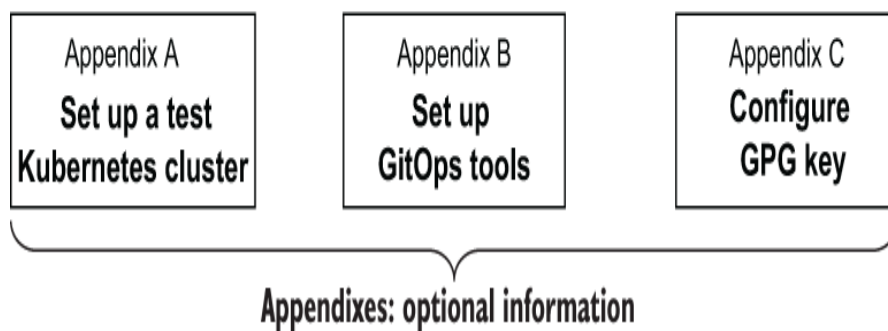 Appendix A
Set up a test
Kubernetes cluster
Appendix B
Set up
GitOps tools
Appendix C
Configure
GPG key
Appendixes: optional information